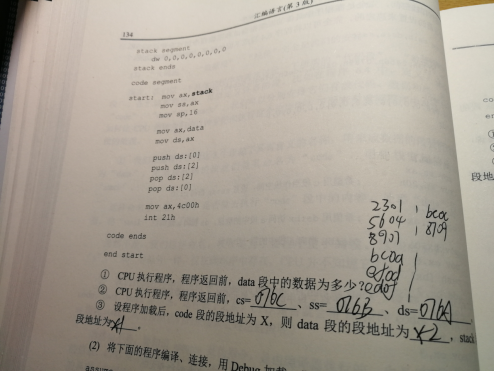 134
汇编语言(第 3 版)
stack segment
dw 0,0,0,0,0,0,0,0
stack ends
code segment
start: mov ax,stack
mov ss,ax
mov sp,16
mov ax,data
mov ds,ax
push ds:[0]
push ds:[2]
pop ds:[2]
pop ds:[0]
mov ax,4c00h
int 21h
code ends
end start
2301
5604
8907
① CPU 执行程序，程序返回前，data 段中的数据为多少?
② CPU 执行程序，程序返回前，cs= 076C 、ss= 076B 、ds= 076A
③ 设程序加载后，code 段的段地址为 X，则 data 段的段地址为 X-2 ，stack
段地址为 X-1 。
(2) 将下面的程序编译、连接，用 Debug
段地